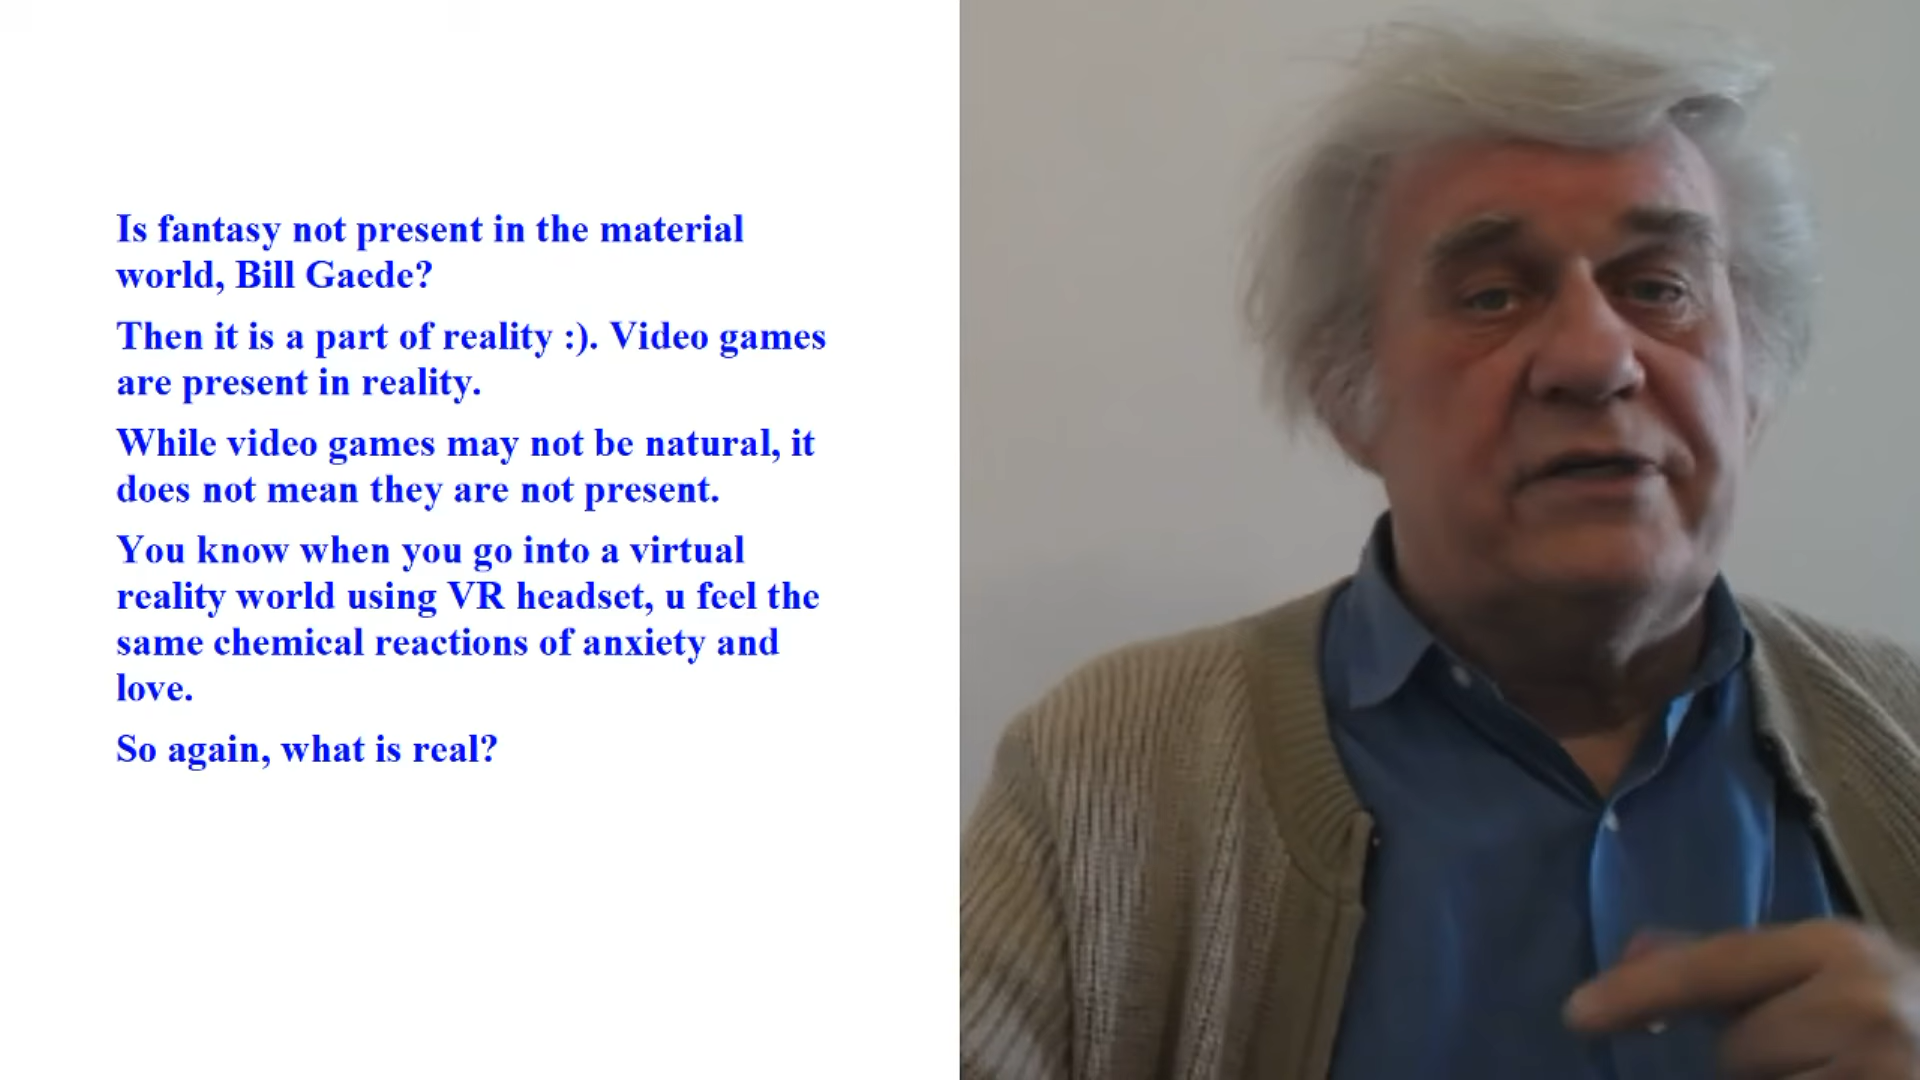 Is fantasy not present in the material
world, Bill Gaede?
Then it is a part of reality :). Video games
are present in reality.
While video games may not be natural, it
does not mean they are not present.
You know when you go into a virtual
reality world using VR headset, u feel the
same chemical reactions of anxiety and
love.
So again, what is real?